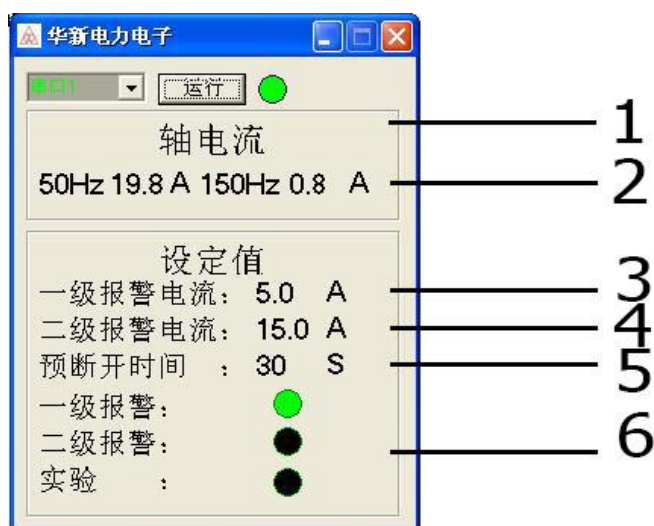 华新电力电子
串口1 运行
轴电流 1
50Hz 19.8 A 150Hz 0.8 A 2
设定值
一级报警电流： 5.0 A 3
二级报警电流： 15.0 A 4
预断开时间 ： 30 S 5
一级报警：
二级报警： 6
实验 ：